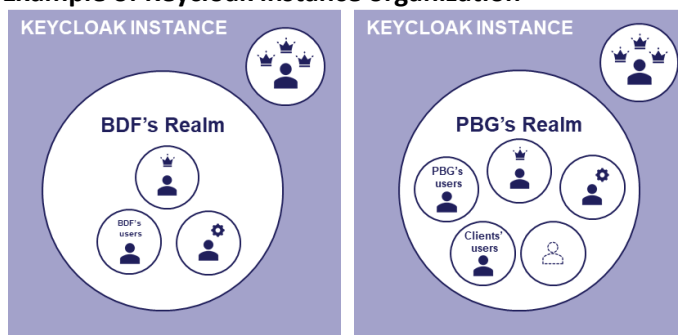 Example of Keycloak instance organization
KEYCLOAK INSTANCE
BDF's Realm
BDF's
users
KEYCLOAK INSTANCE
PBG's Realm
PBG's
users
Clients'
users